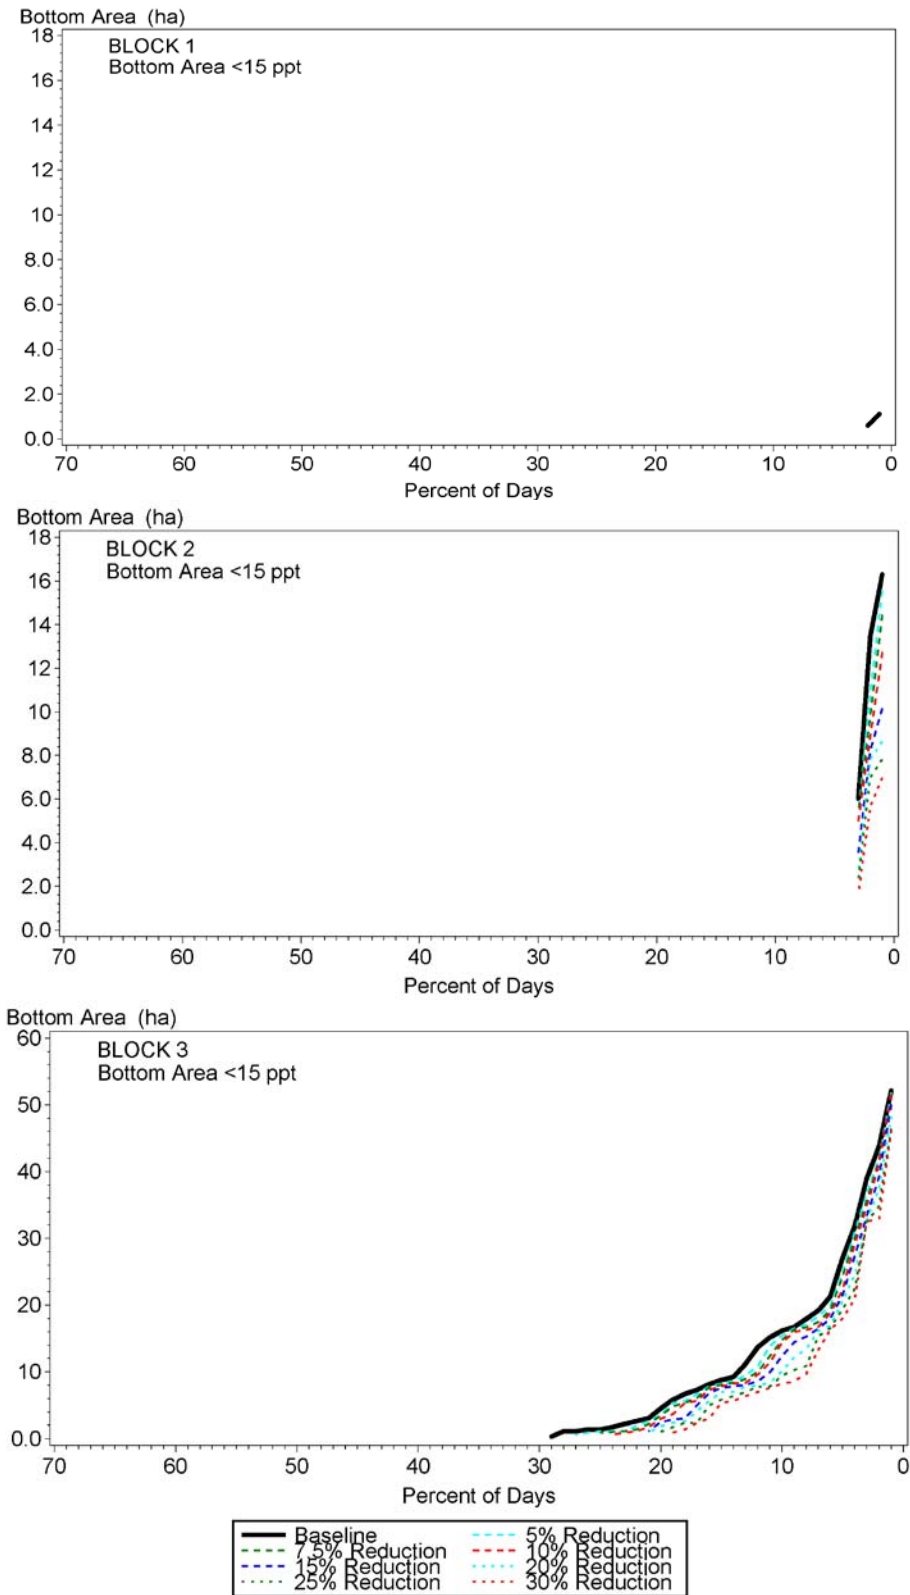 Bottom Area (ha)
BLOCK 1
Bottom Area <15 ppt
18
16
14
12
10
8.0
6.0
4.0
2.0
0.0
70 60 50 40 30 20 10 0
Percent of Days
Bottom Area (ha)
BLOCK 2
Bottom Area <15 ppt
18
16
14
12
10
8.0
6.0
4.0
2.0
0.0
70 60 50 40 30 20 10 0
Percent of Days
Bottom Area (ha)
BLOCK 3
Bottom Area <15 ppt
60
50
40
30
20
10
0.0
70 60 50 40 30 20 10 0
Percent of Days
Baseline 5% Reduction
7.5% Reduction 10% Reduction
15% Reduction 20% Reduction
25% Reduction 30% Reduction